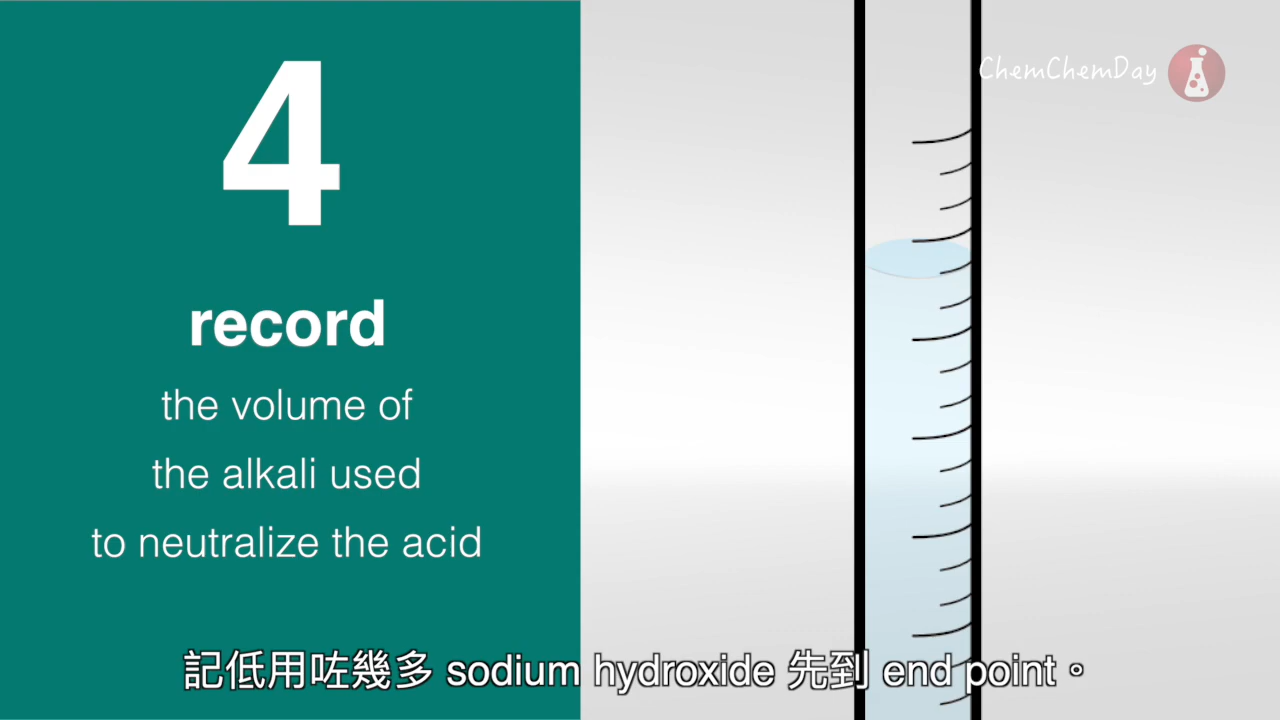 4
record
the volume of
the alkali used
to neutralize the acid
ChemChemDay
記低用咗幾多 sodium hydroxide 先到 end point。